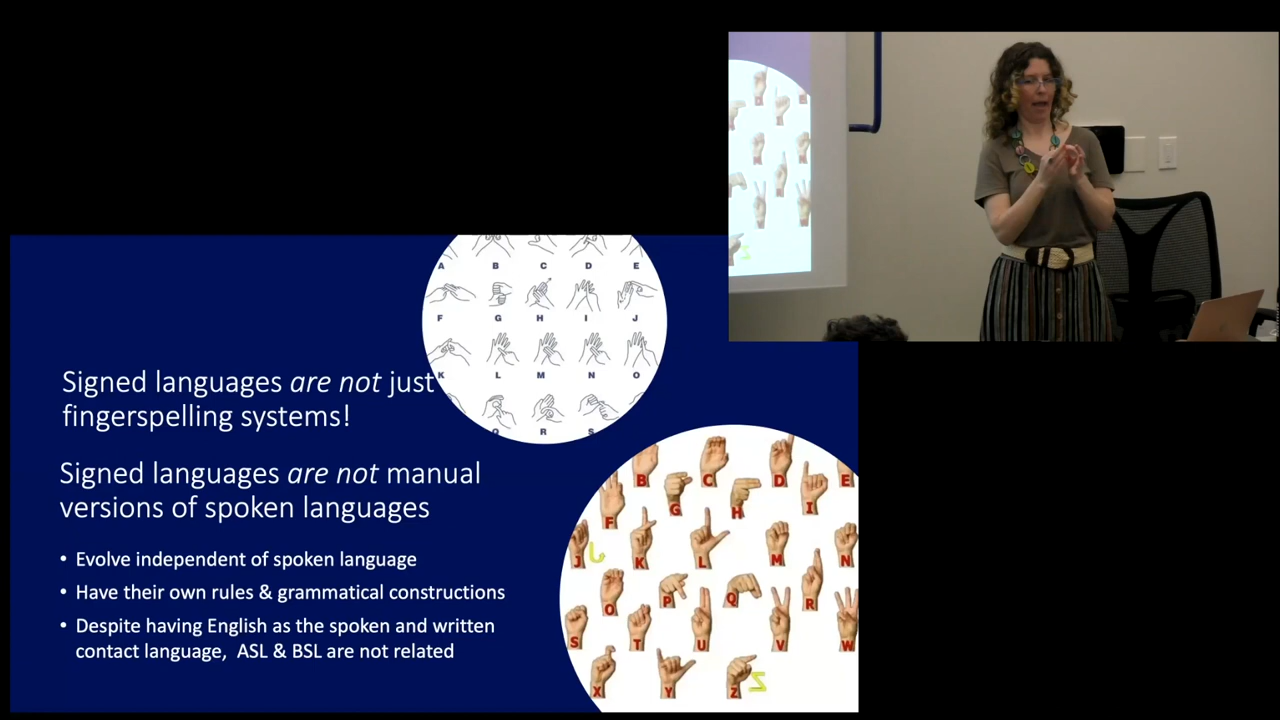 Signed languages are not just
fingerspelling systems!
Signed languages are not manual
versions of spoken languages
• Evolve independent of spoken language
• Have their own rules & grammatical constructions
• Despite having English as the spoken and written
contact language, ASL & BSL are not related
A B C D E
F G H I J
K L M N O
Q R S
B C D E
F G H I
J K L M N
O P Q R
S T U V W
X Y Z